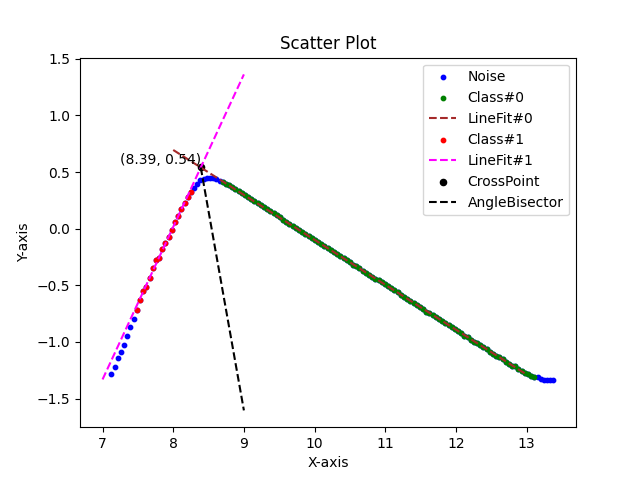 Scatter Plot
1.5
1.0
0.5
0.0
−0.5
−1.0
−1.5
Y-axis
(8.39, 0.54)
Noise
Class#0
LineFit#0
Class#1
LineFit#1
CrossPoint
AngleBisector
7 8 9 10 11 12 13
X-axis